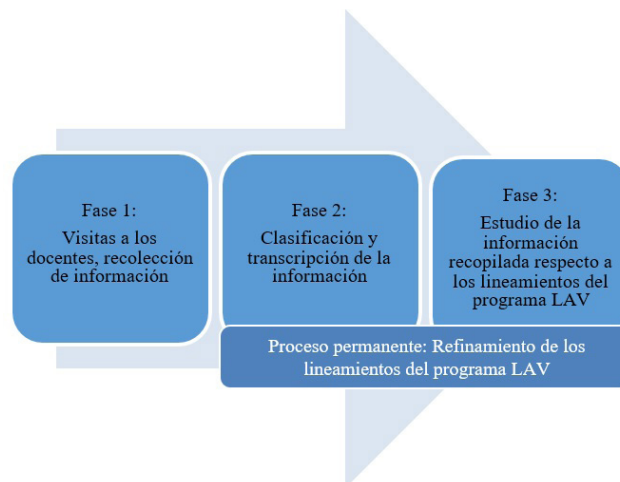 Fase 1:
Visitas a los
docentes, recolección
de información
Fase 2:
Clasificación y
transcripción de la
información
Fase 3:
Estudio de la
información
recopilada respecto a
los lineamientos del
programa LAV
Proceso permanente: Refinamiento de los
lineamientos del programa LAV